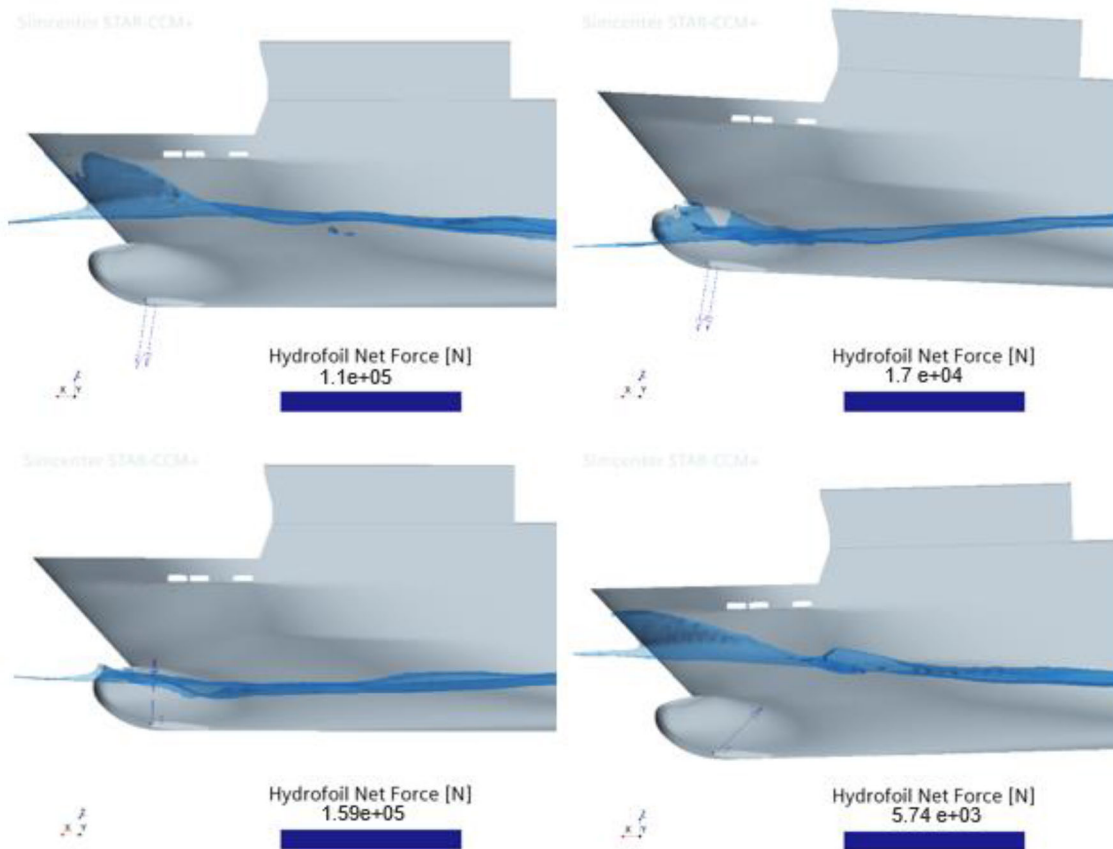 Simcenter STAR-CCM+
Simcenter STAR-CCM+
Hydrofoil Net Force [N]
1.1e+05
Hydrofoil Net Force [N]
1.7 e+04
X Y Z
X Y Z
Simcenter STAR-CCM+
Simcenter STAR-CCM+
Hydrofoil Net Force [N]
1.59e+05
Hydrofoil Net Force [N]
5.74 e+03
X Y Z
X Y Z